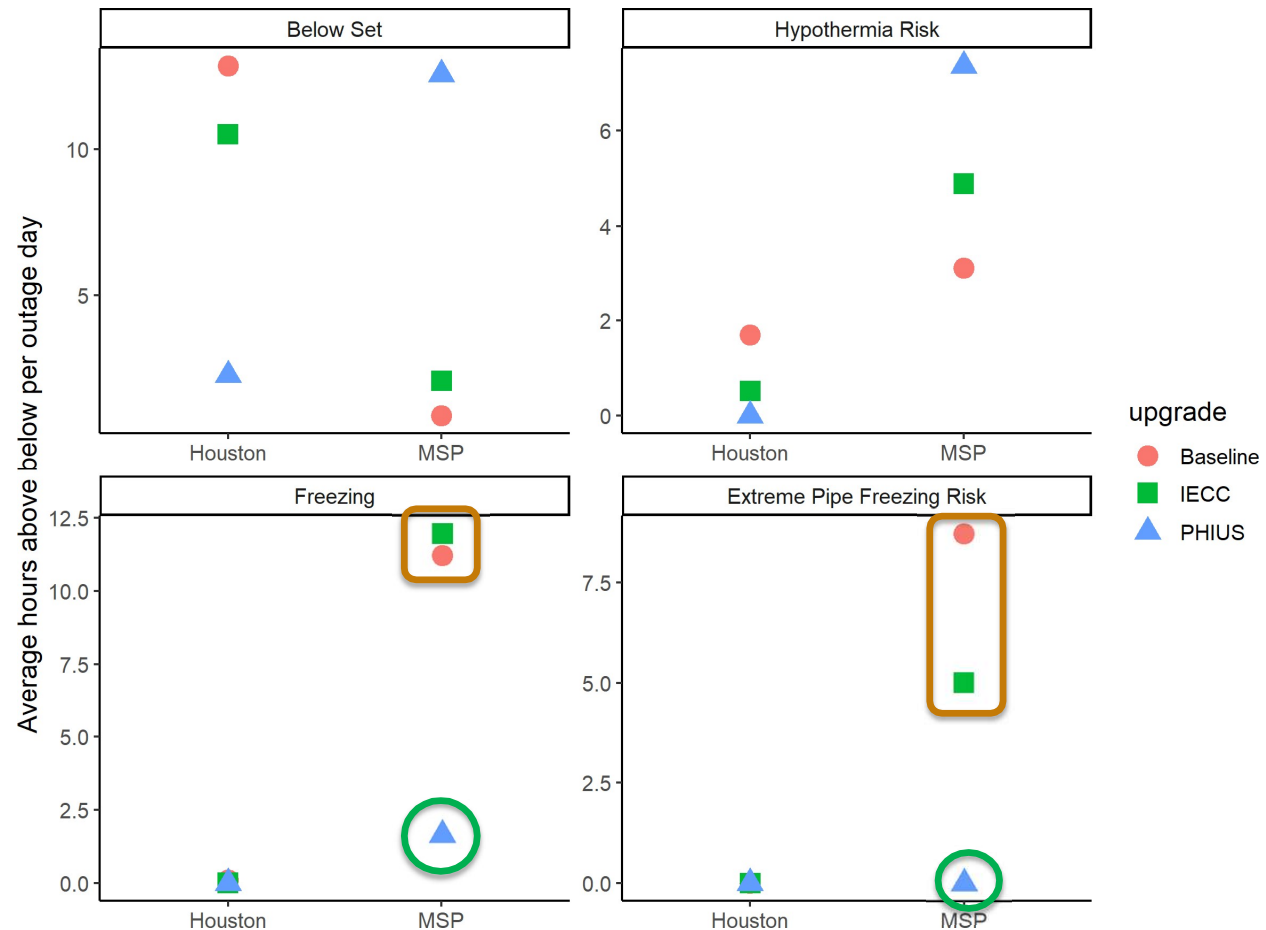 Below Set
Hypothermia Risk
Average hours above below per outage day
10
5
Houston
MSP
6
4
2
0
Houston
MSP
Freezing
Extreme Pipe Freezing Risk
12.5
10.0
7.5
5.0
2.5
0.0
Houston
MSP
7.5
5.0
2.5
0.0
Houston
MSP
upgrade
Baseline
IECC
PHIUS